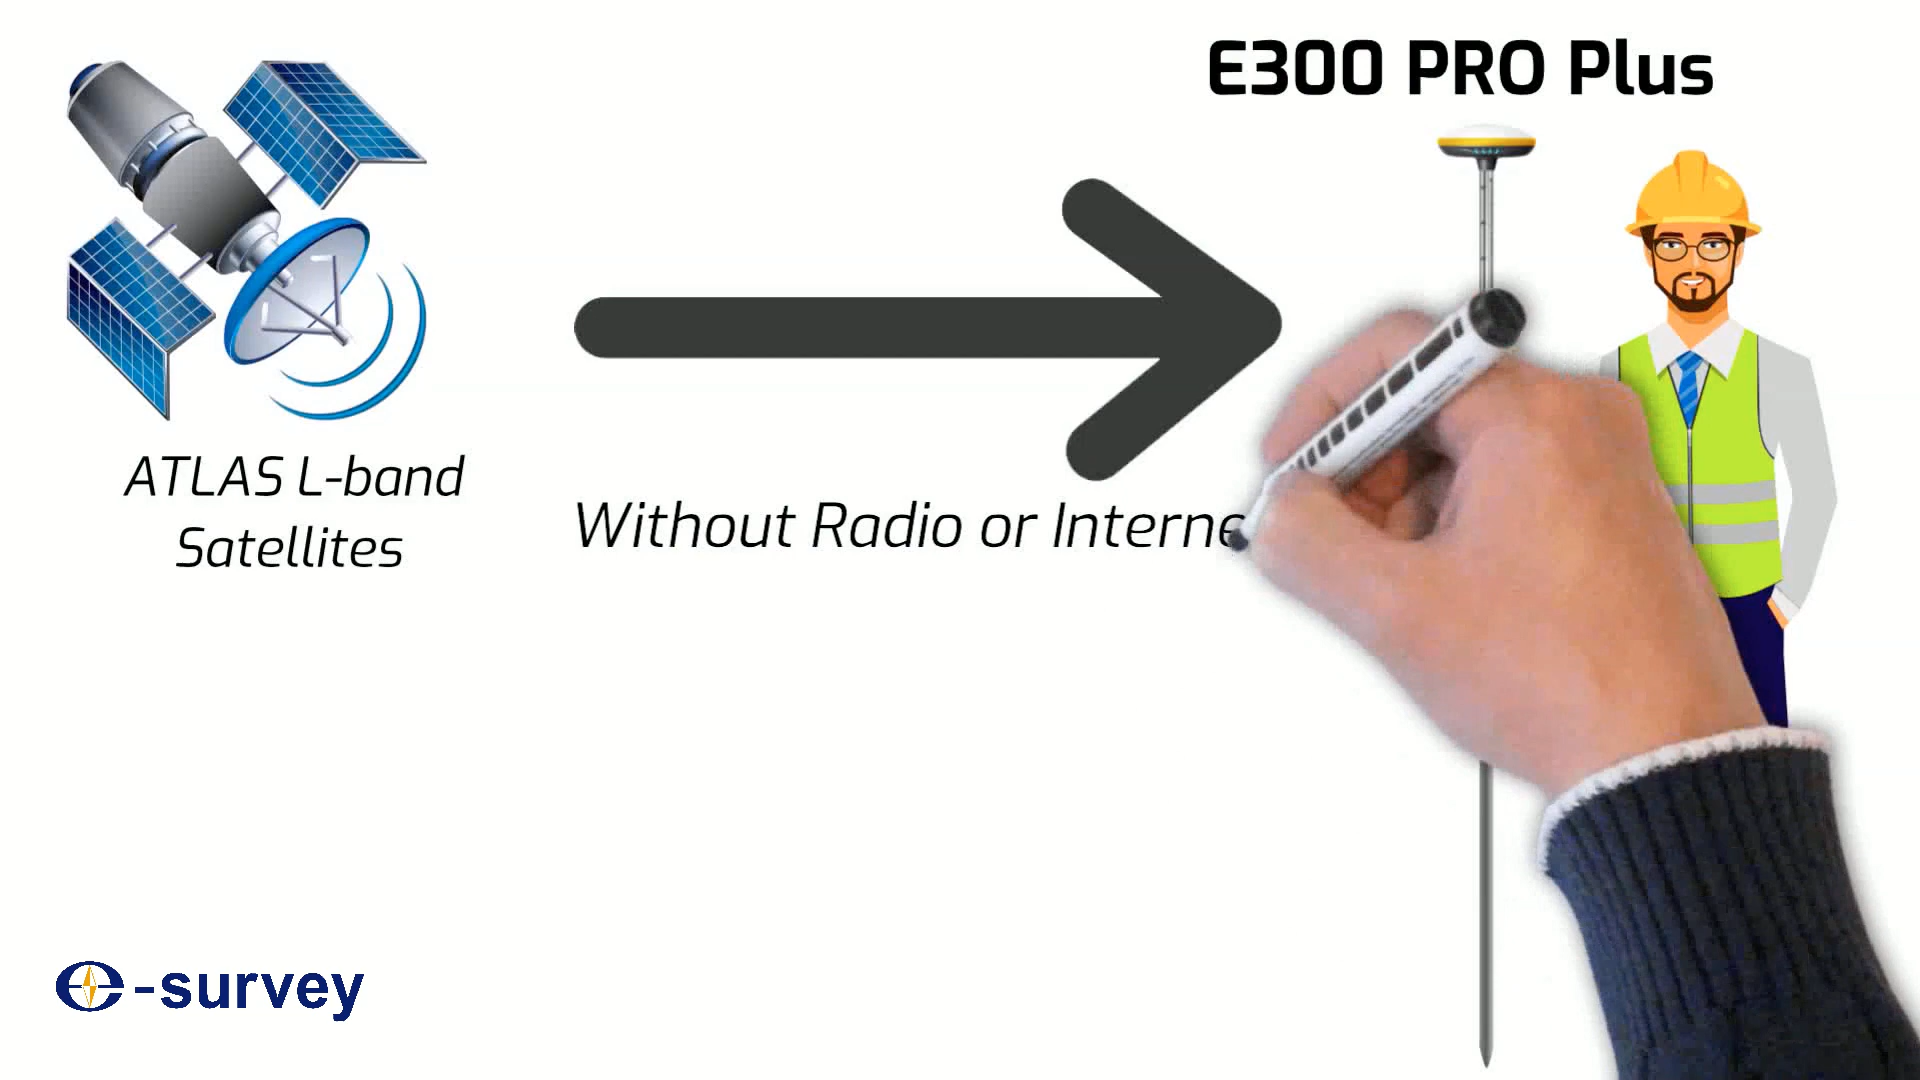 E300 PRO Plus
ATLAS L-band
Satellites
Without Radio or Interne
e-survey